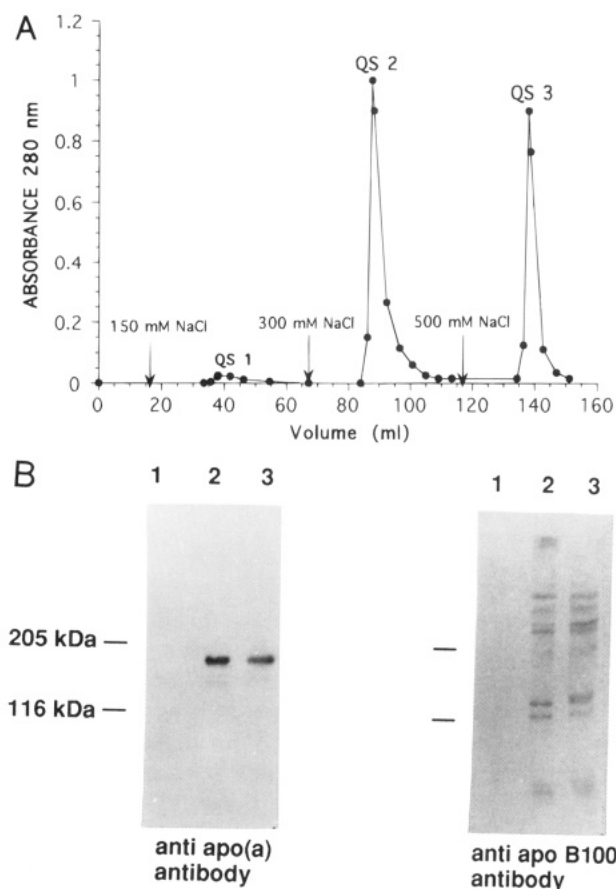 A
1.2
1
0.8
0.6
0.4
0.2
0
ABSORBANCE 280 nm
QS 2
QS 3
150 mM NaCl
300 mM NaCl
500 mM NaCl
QS 1
0 20 40 60 80 100 120 140 160
Volume (ml)
B
1 2 3
1 2 3
205 kDa
116 kDa
anti apo(a)
antibody
anti apo B100
antibody